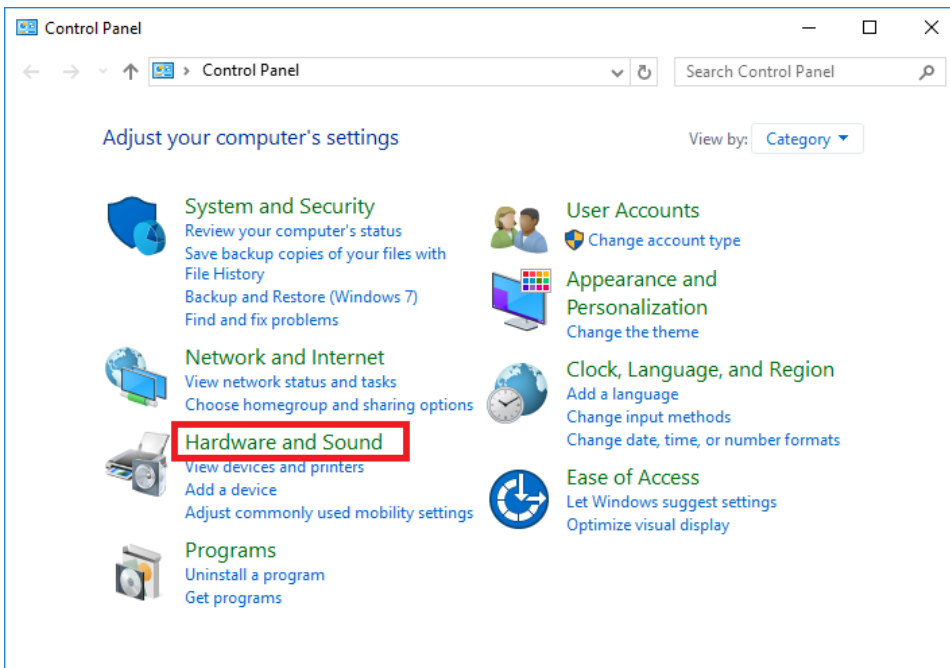 Control Panel
Control Panel
Search Control Panel
Adjust your computer's settings
View by: Category
System and Security
Review your computer's status
Save backup copies of your files with
File History
Backup and Restore (Windows 7)
Find and fix problems
Network and Internet
View network status and tasks
Choose homegroup and sharing options
Hardware and Sound
View devices and printers
Add a device
Adjust commonly used mobility settings
Programs
Uninstall a program
Get programs
User Accounts
Change account type
Appearance and
Personalization
Change the theme
Clock, Language, and Region
Add a language
Change input methods
Change date, time, or number formats
Ease of Access
Let Windows suggest settings
Optimize visual display